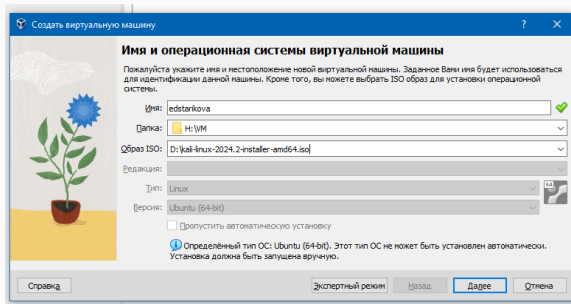 Создать виртуальную машину
Имя и операционная системы виртуальной машины
Пожалуйста укажите имя и местоположение новой виртуальной машины. Заданное Вами имя будет использоваться
для идентификации данной машины. Кроме того, вы можете выбрать ISO образ для установки операционной
системы.
Имя: edstarikova
Папка: H:\VM
Образ ISO: D:\kali-linux-2024.2-installer-amd64.iso
Редакция:
Тип: Linux
Версия: Ubuntu (64-bit)
Пропустить автоматическую установку
Определённый тип ОС: Ubuntu (64-bit). Этот тип ОС не может быть установлен автоматически.
Установка должна быть запущена вручную.
Справка Экспертный режим Назад Далее Отмена